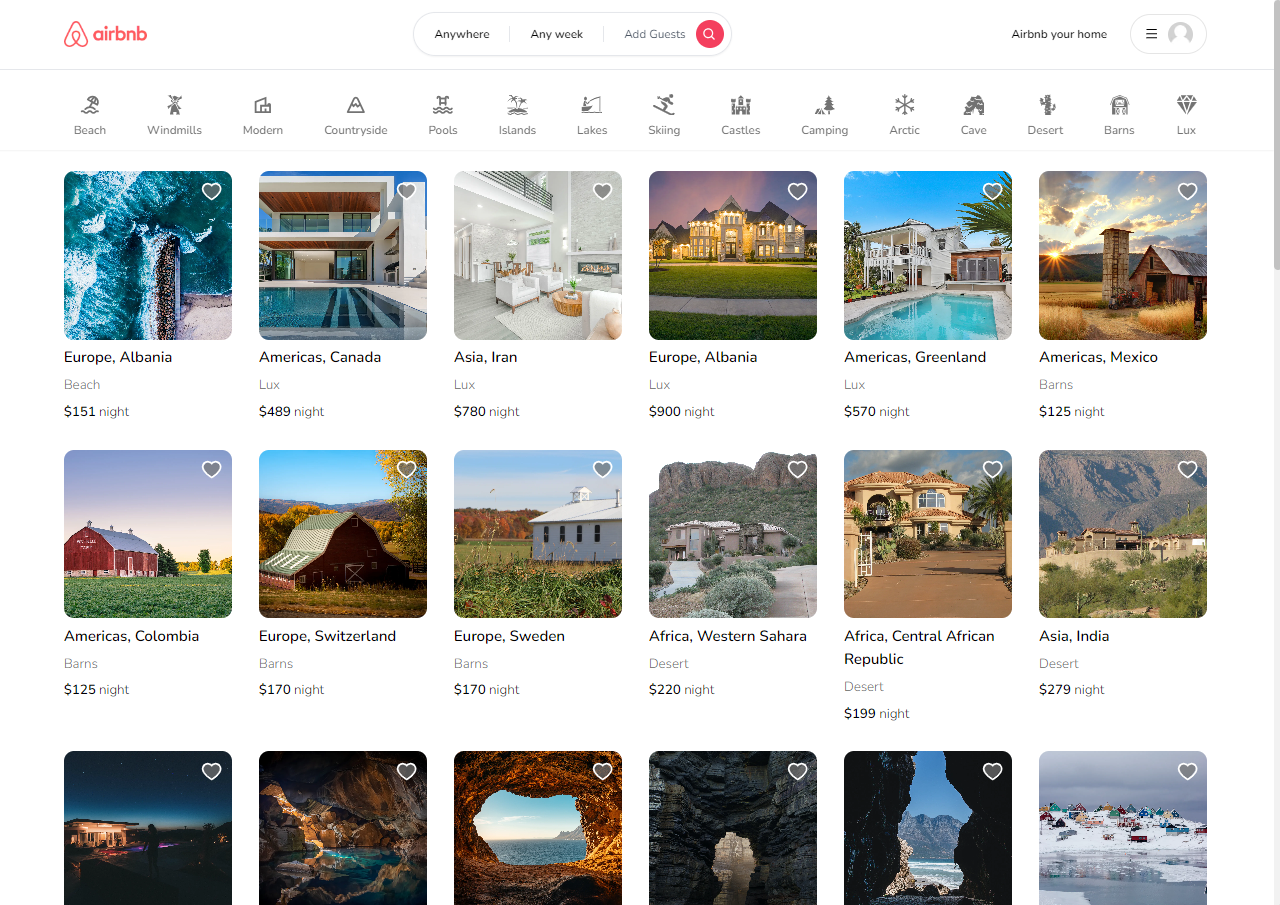 airbnb
Anywhere
Any week
Add Guests
Airbnb your home
Beach
Windmills
Modern
Countryside
Pools
Islands
Lakes
Skiing
Castles
Camping
Arctic
Cave
Desert
Barns
Lux
Europe, Albania
Beach
$151 night
Americas, Canada
Lux
$489 night
Asia, Iran
Lux
$780 night
Europe, Albania
Lux
$900 night
Americas, Greenland
Lux
$570 night
Americas, Mexico
Barns
$125 night
Americas, Colombia
Barns
$125 night
Europe, Switzerland
Barns
$170 night
Europe, Sweden
Barns
$170 night
Africa, Western Sahara
Desert
$220 night
Africa, Central African
Republic
Desert
$199 night
Asia, India
Desert
$279 night